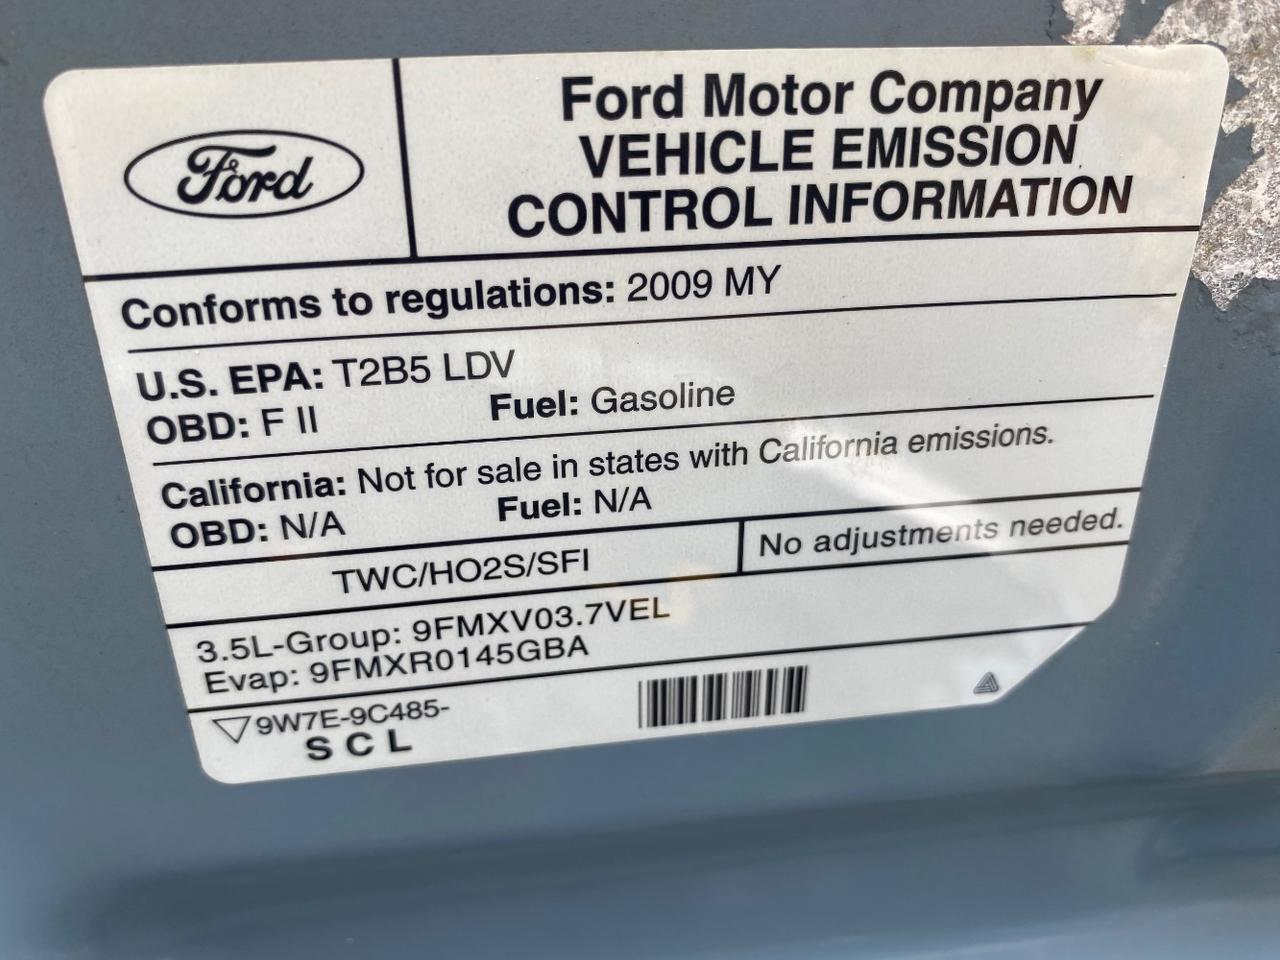 Ford
Ford Motor Company
VEHICLE EMISSION
CONTROL INFORMATION
Conforms to regulations: 2009 MY
U.S. EPA: T2B5 LDV
OBD: F II Fuel: Gasoline
California: Not for sale in states with California emissions.
OBD: N/A Fuel: N/A
TWC/HO2S/SFI No adjustments needed.
3.5L-Group: 9FMXV03.7VEL
Evap: 9FMXR0145GBA
9W7E-9C485-
S C L